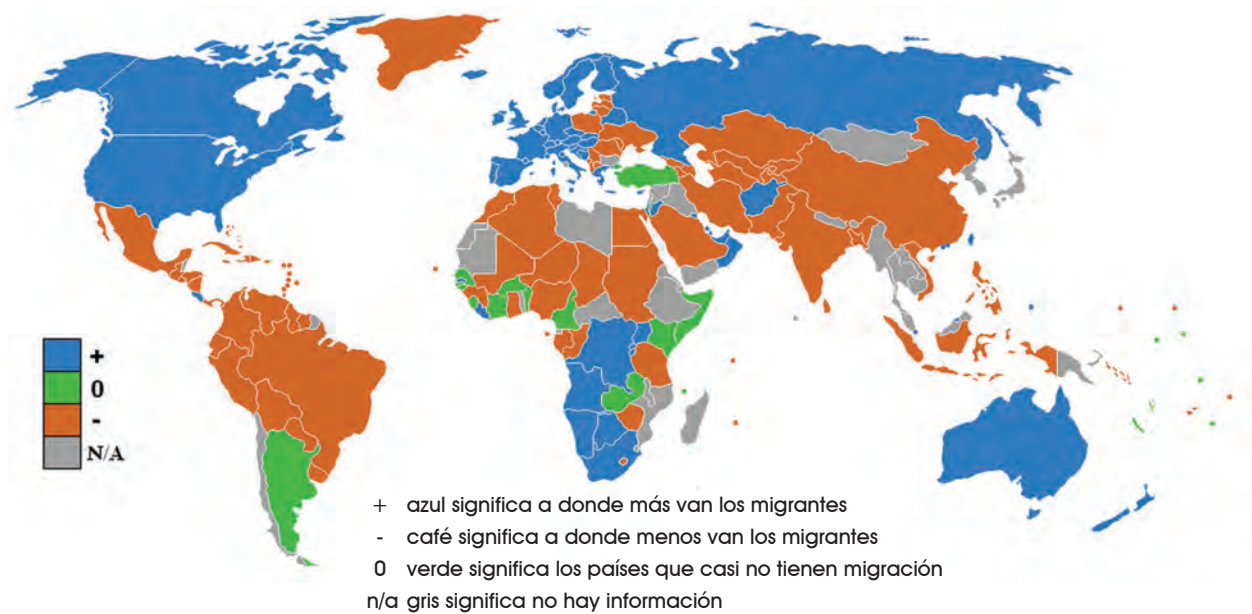 +
0
-
N/A
+ azul significa a donde más van los migrantes
- café significa a donde menos van los migrantes
0 verde significa los países que casi no tienen migración
n/a gris significa no hay información